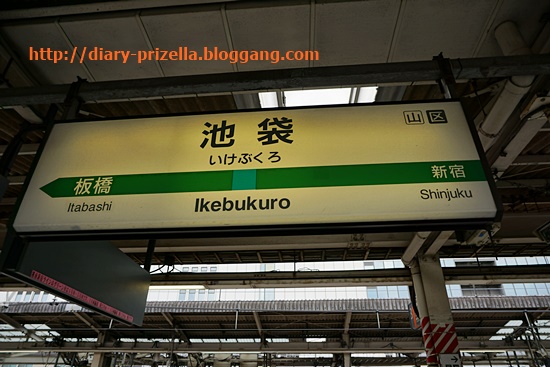 http://diary-prizella.bloggang.com
山 区
池袋
いけぶくろ
板橋 新宿
Itabashi Ikebukuro Shinjuku